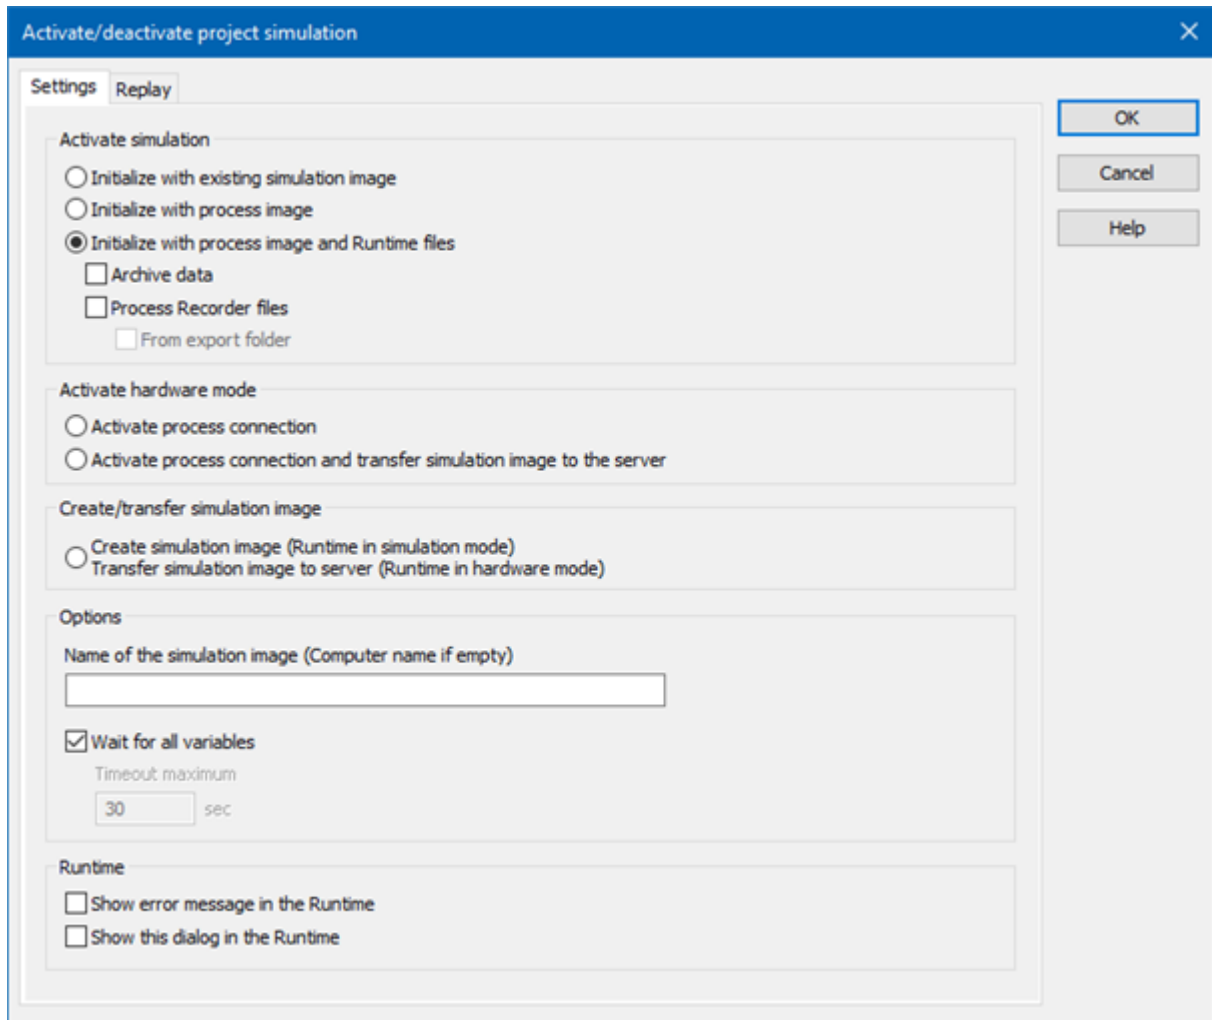 Activate/deactivate project simulation
Settings
Replay
OK
Cancel
Help
Activate simulation
Initialize with existing simulation image
Initialize with process image
Initialize with process image and Runtime files
Archive data
Process Recorder files
From export folder
Activate hardware mode
Activate process connection
Activate process connection and transfer simulation image to the server
Create/transfer simulation image
Create simulation image (Runtime in simulation mode)
Transfer simulation image to server (Runtime in hardware mode)
Options
Name of the simulation image (Computer name if empty)
Wait for all variables
Timeout maximum
30 sec
Runtime
Show error message in the Runtime
Show this dialog in the Runtime